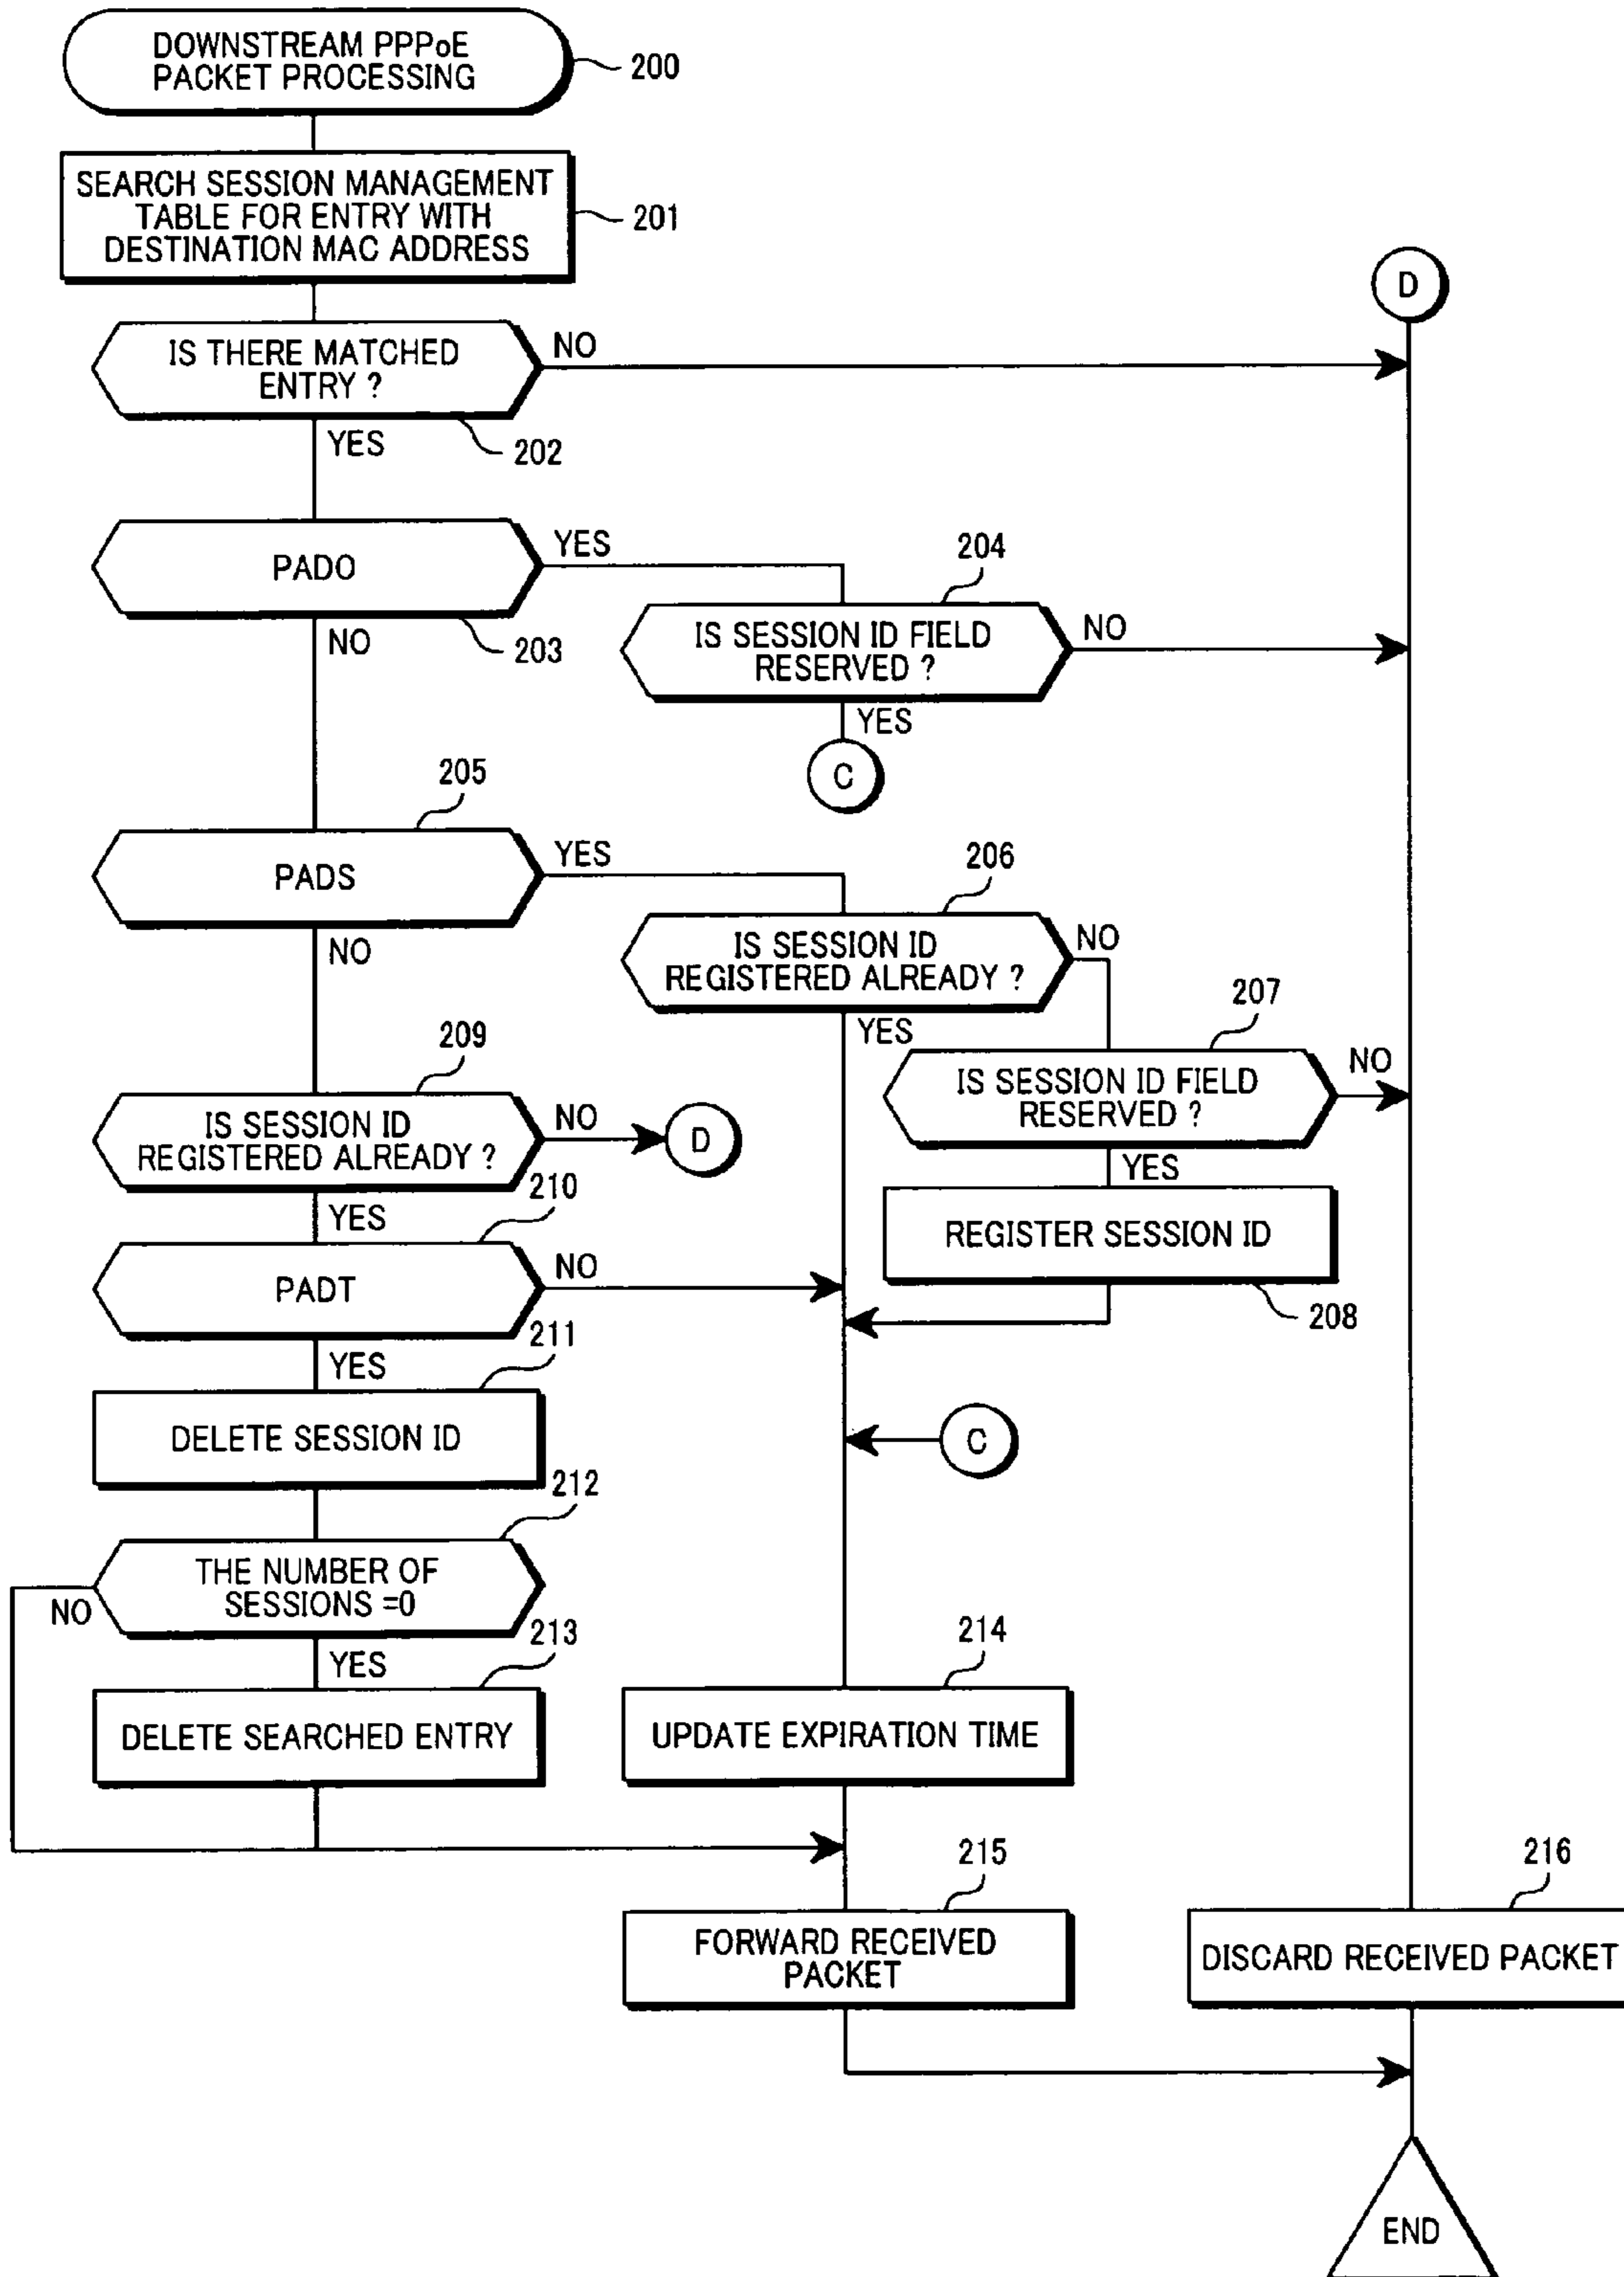 DOWNSTREAM PPPoE
PACKET PROCESSING
200
SEARCH SESSION MANAGEMENT
TABLE FOR ENTRY WITH
DESTINATION MAC ADDRESS
201
D
IS THERE MATCHED
ENTRY ?
NO
YES
202
PADO
YES
NO
203
204
IS SESSION ID FIELD
RESERVED ?
NO
YES
C
205
PADS
YES
NO
206
IS SESSION ID
REGISTERED ALREADY ?
NO
YES
207
IS SESSION ID FIELD
RESERVED ?
NO
YES
REGISTER SESSION ID
208
209
IS SESSION ID
REGISTERED ALREADY ?
NO
D
YES
210
PADT
NO
YES
211
DELETE SESSION ID
C
212
THE NUMBER OF
SESSIONS =0
NO
YES
213
DELETE SEARCHED ENTRY
214
UPDATE EXPIRATION TIME
215
FORWARD RECEIVED
PACKET
216
DISCARD RECEIVED PACKET
END